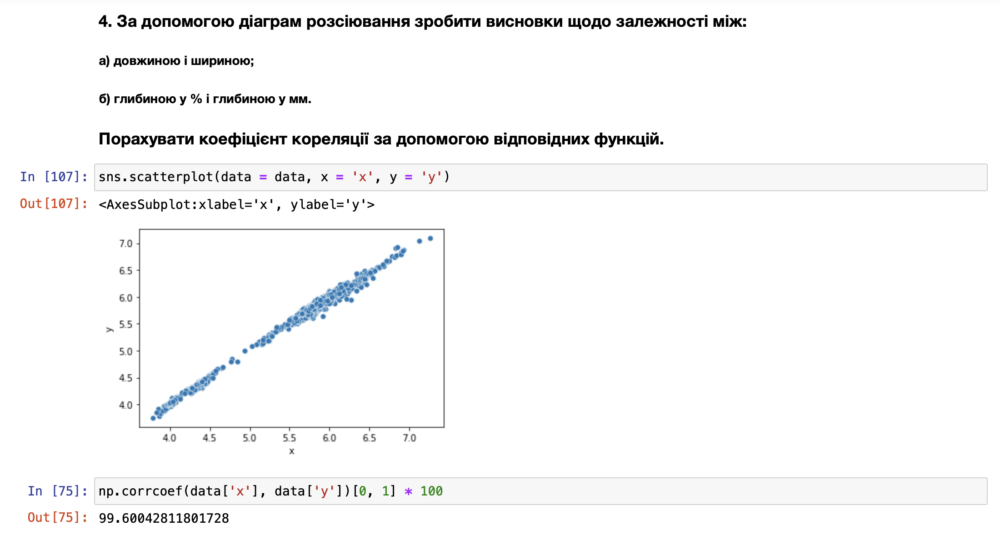 4. За допомогою діаграм розсіювання зробити висновки щодо залежності між:
а) довжиною і шириною;
б) глибиною у % і глибиною у мм.
Порахувати коефіцієнт кореляції за допомогою відповідних функцій.
In [107]: sns.scatterplot(data = data, x = 'x', y = 'y')
Out[107]: <AxesSubplot:xlabel='x', ylabel='y'>
7.0
6.5
6.0
5.5
5.0
4.5
4.0
y
4.0 4.5 5.0 5.5 6.0 6.5 7.0
x
In [75]: np.corrcoef(data['x'], data['y'])[0, 1] * 100
Out[75]: 99.60042811801728